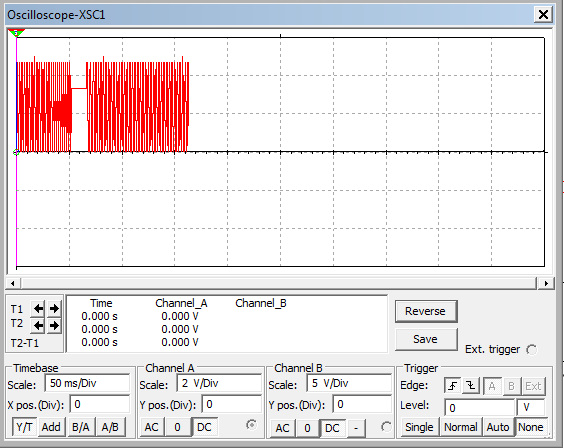 Oscilloscope-XSC1
Time Channel_A Channel_B
T1 0.000 s 0.000 V
T2 0.000 s 0.000 V
T2-T1 0.000 s 0.000 V
Reverse
Save
Ext. trigger
Timebase
Scale: 50 ms/Div
X pos.(Div): 0
Y/T Add B/A A/B
Channel A
Scale: 2 V/Div
Y pos.(Div): 0
AC 0 DC
Channel B
Scale: 5 V/Div
Y pos.(Div): 0
AC 0 DC -
Trigger
Edge: A B Ext
Level: 0 V
Single Normal Auto None